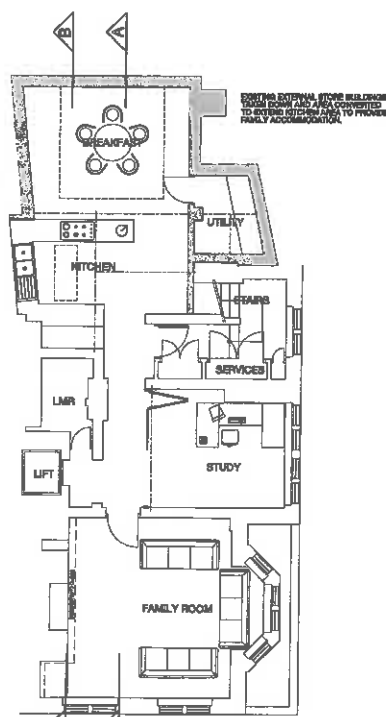 B
A
EXISTING EXTERNAL STORE BUILDINGS
TAKEN DOWN AND AREA CONVERTED
TO EXTEND KITCHEN AREA TO PROVIDE
FAMILY ACCOMMODATION.
BREAKFAST
UTILITY
KITCHEN
STAIRS
SERVICES
LMR
STUDY
LIFT
FAMILY ROOM